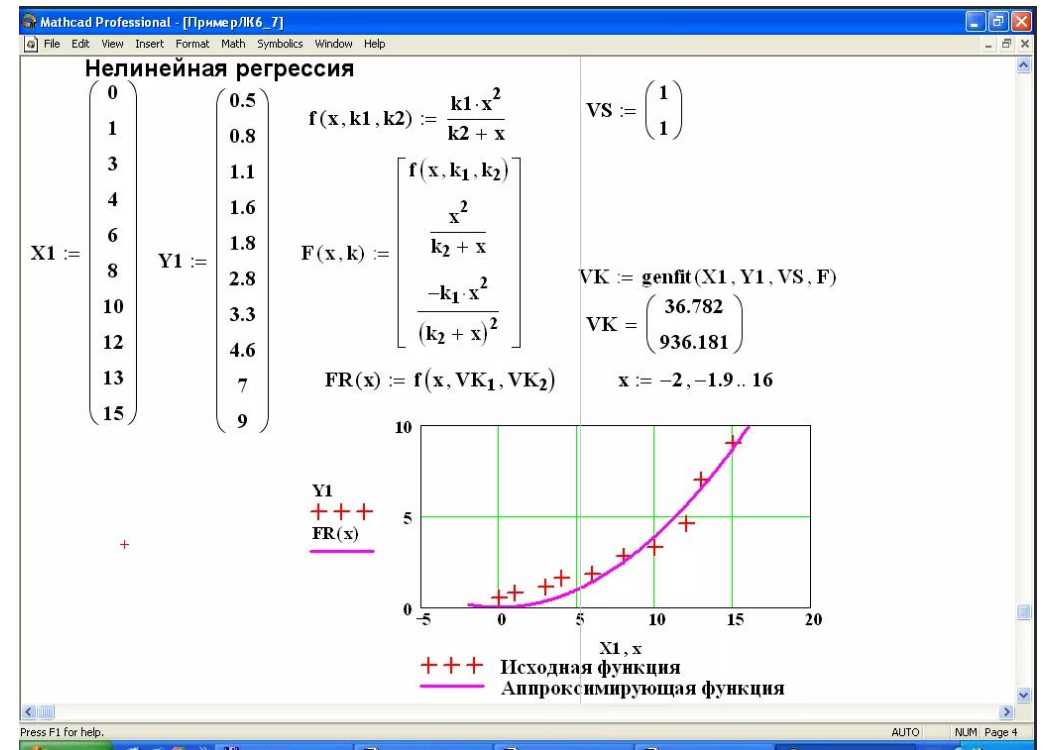 Mathcad Professional - [ПримерЛК6_7]
File Edit View Insert Format Math Symbolics Window Help
Нелинейная регрессия
X1 := (0 1 3 4 6 8 10 12 13 15)
Y1 := (0.5 0.8 1.1 1.6 1.8 2.8 3.3 4.6 7 9)
f(x,k1,k2) := k1·x^2 / (k2 + x)
VS := (1 1)
F(x,k) := [f(x,k₁,k₂)
x^2 / (k₂ + x)
-k₁·x^2 / (k₂ + x)^2]
VK := genfit(X1,Y1,VS,F)
VK = (36.782 936.181)
FR(x) := f(x,VK₁,VK₂)
x := -2,-1.9..16
10
5
0
Y1
FR(x)
-5 0 5 10 15 20
X1,x
Исходная функция
Аппроксимирующая функция
Press F1 for help.
AUTO NUM Page 4